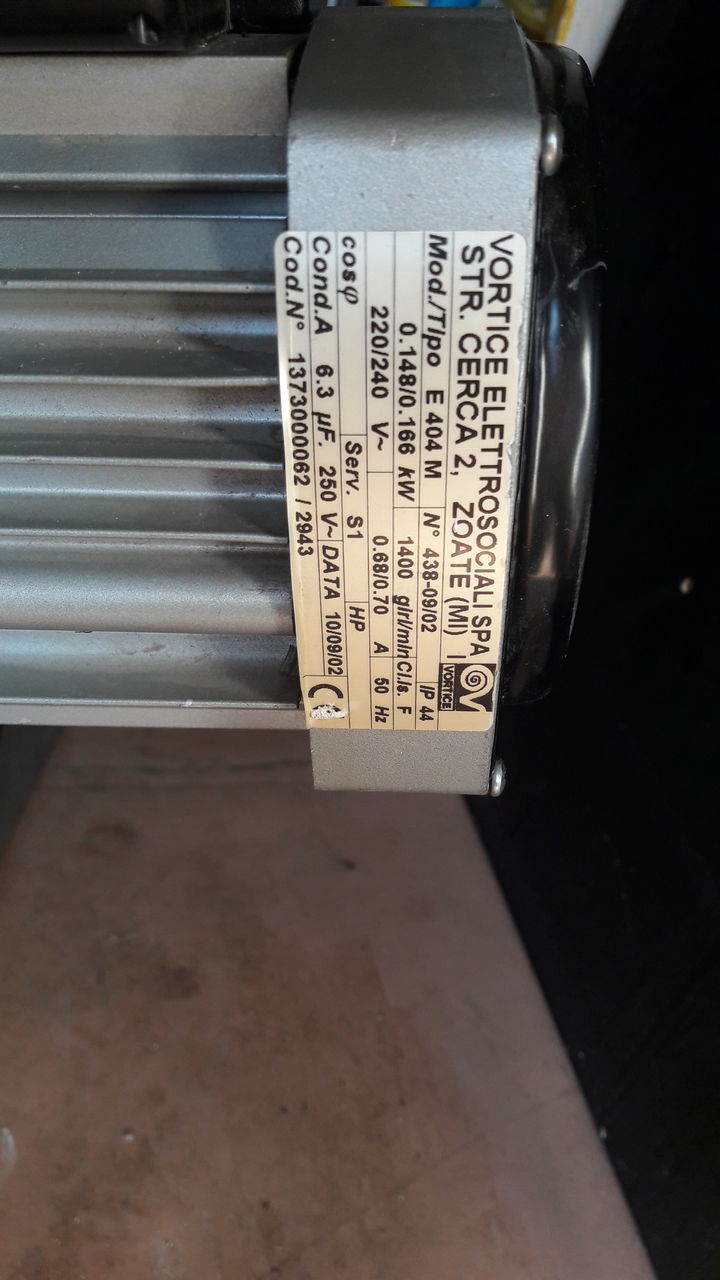 VORTICE ELETTROSOCIALI SPA
STR. CERCA 2, ZOATE (MI) I
VORTICE
Mod./Tipo E 404 M N° 438-09/02 IP 44
0.148/0.166 kW 1400 giri/min Cl.Is. F
220/240 V~ 0.68/0.70 A 50 Hz
cosφ Serv. S1 HP
Cond.A 6.3 µF. 250 V~ DATA 10/09/02
Cod.N° 1373000062 / 2943
CE